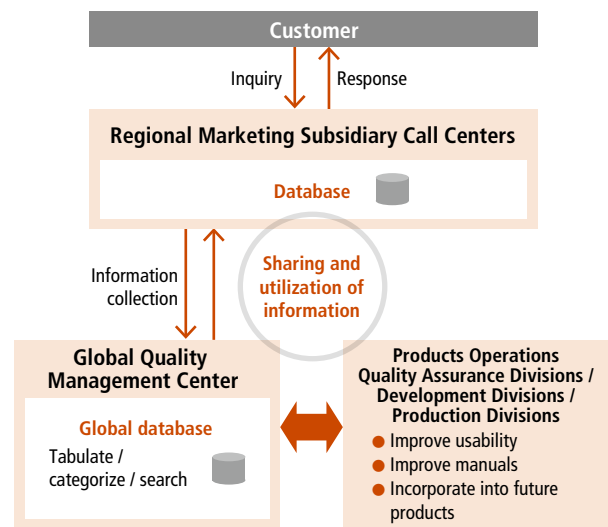 Customer
Inquiry
Response
Regional Marketing Subsidiary Call Centers
Database
Information
collection
Sharing and
utilization of
information
Global Quality
Management Center
Global database
Tabulate /
categorize / search
Products Operations
Quality Assurance Divisions /
Development Divisions /
Production Divisions
● Improve usability
● Improve manuals
● Incorporate into future
products